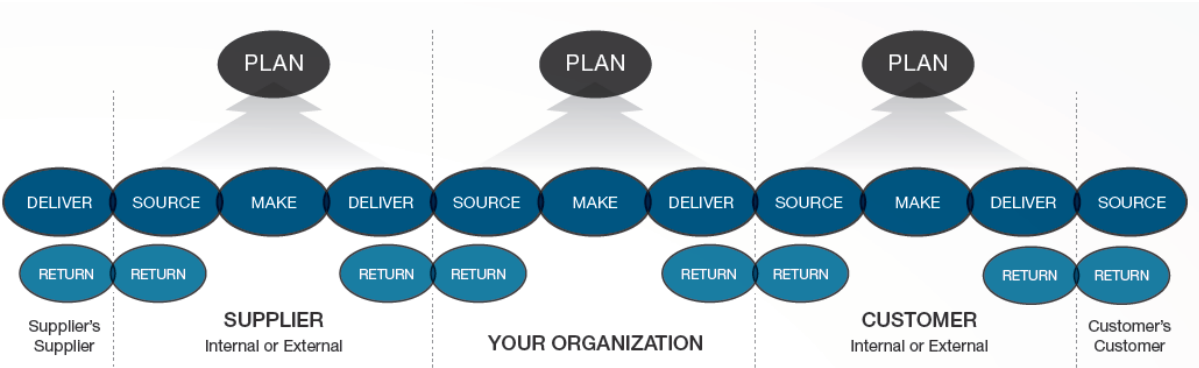 PLAN PLAN PLAN
DELIVER SOURCE MAKE DELIVER SOURCE MAKE DELIVER SOURCE MAKE DELIVER SOURCE
RETURN RETURN RETURN RETURN RETURN RETURN RETURN RETURN
Supplier's
Supplier
SUPPLIER
Internal or External
YOUR ORGANIZATION
CUSTOMER
Internal or External
Customer's
Customer